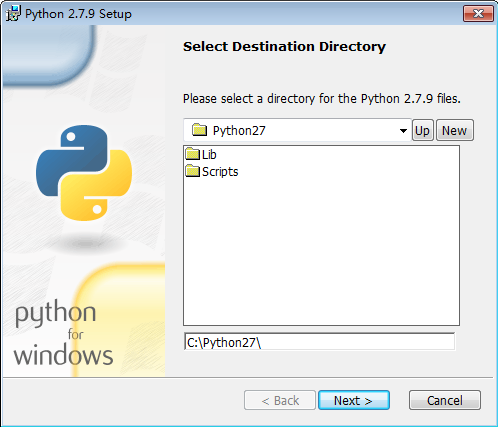 Python 2.7.9 Setup
Select Destination Directory
Please select a directory for the Python 2.7.9 files.
Python27
Up
New
Lib
Scripts
python
for
windows
C:\Python27\
< Back
Next >
Cancel